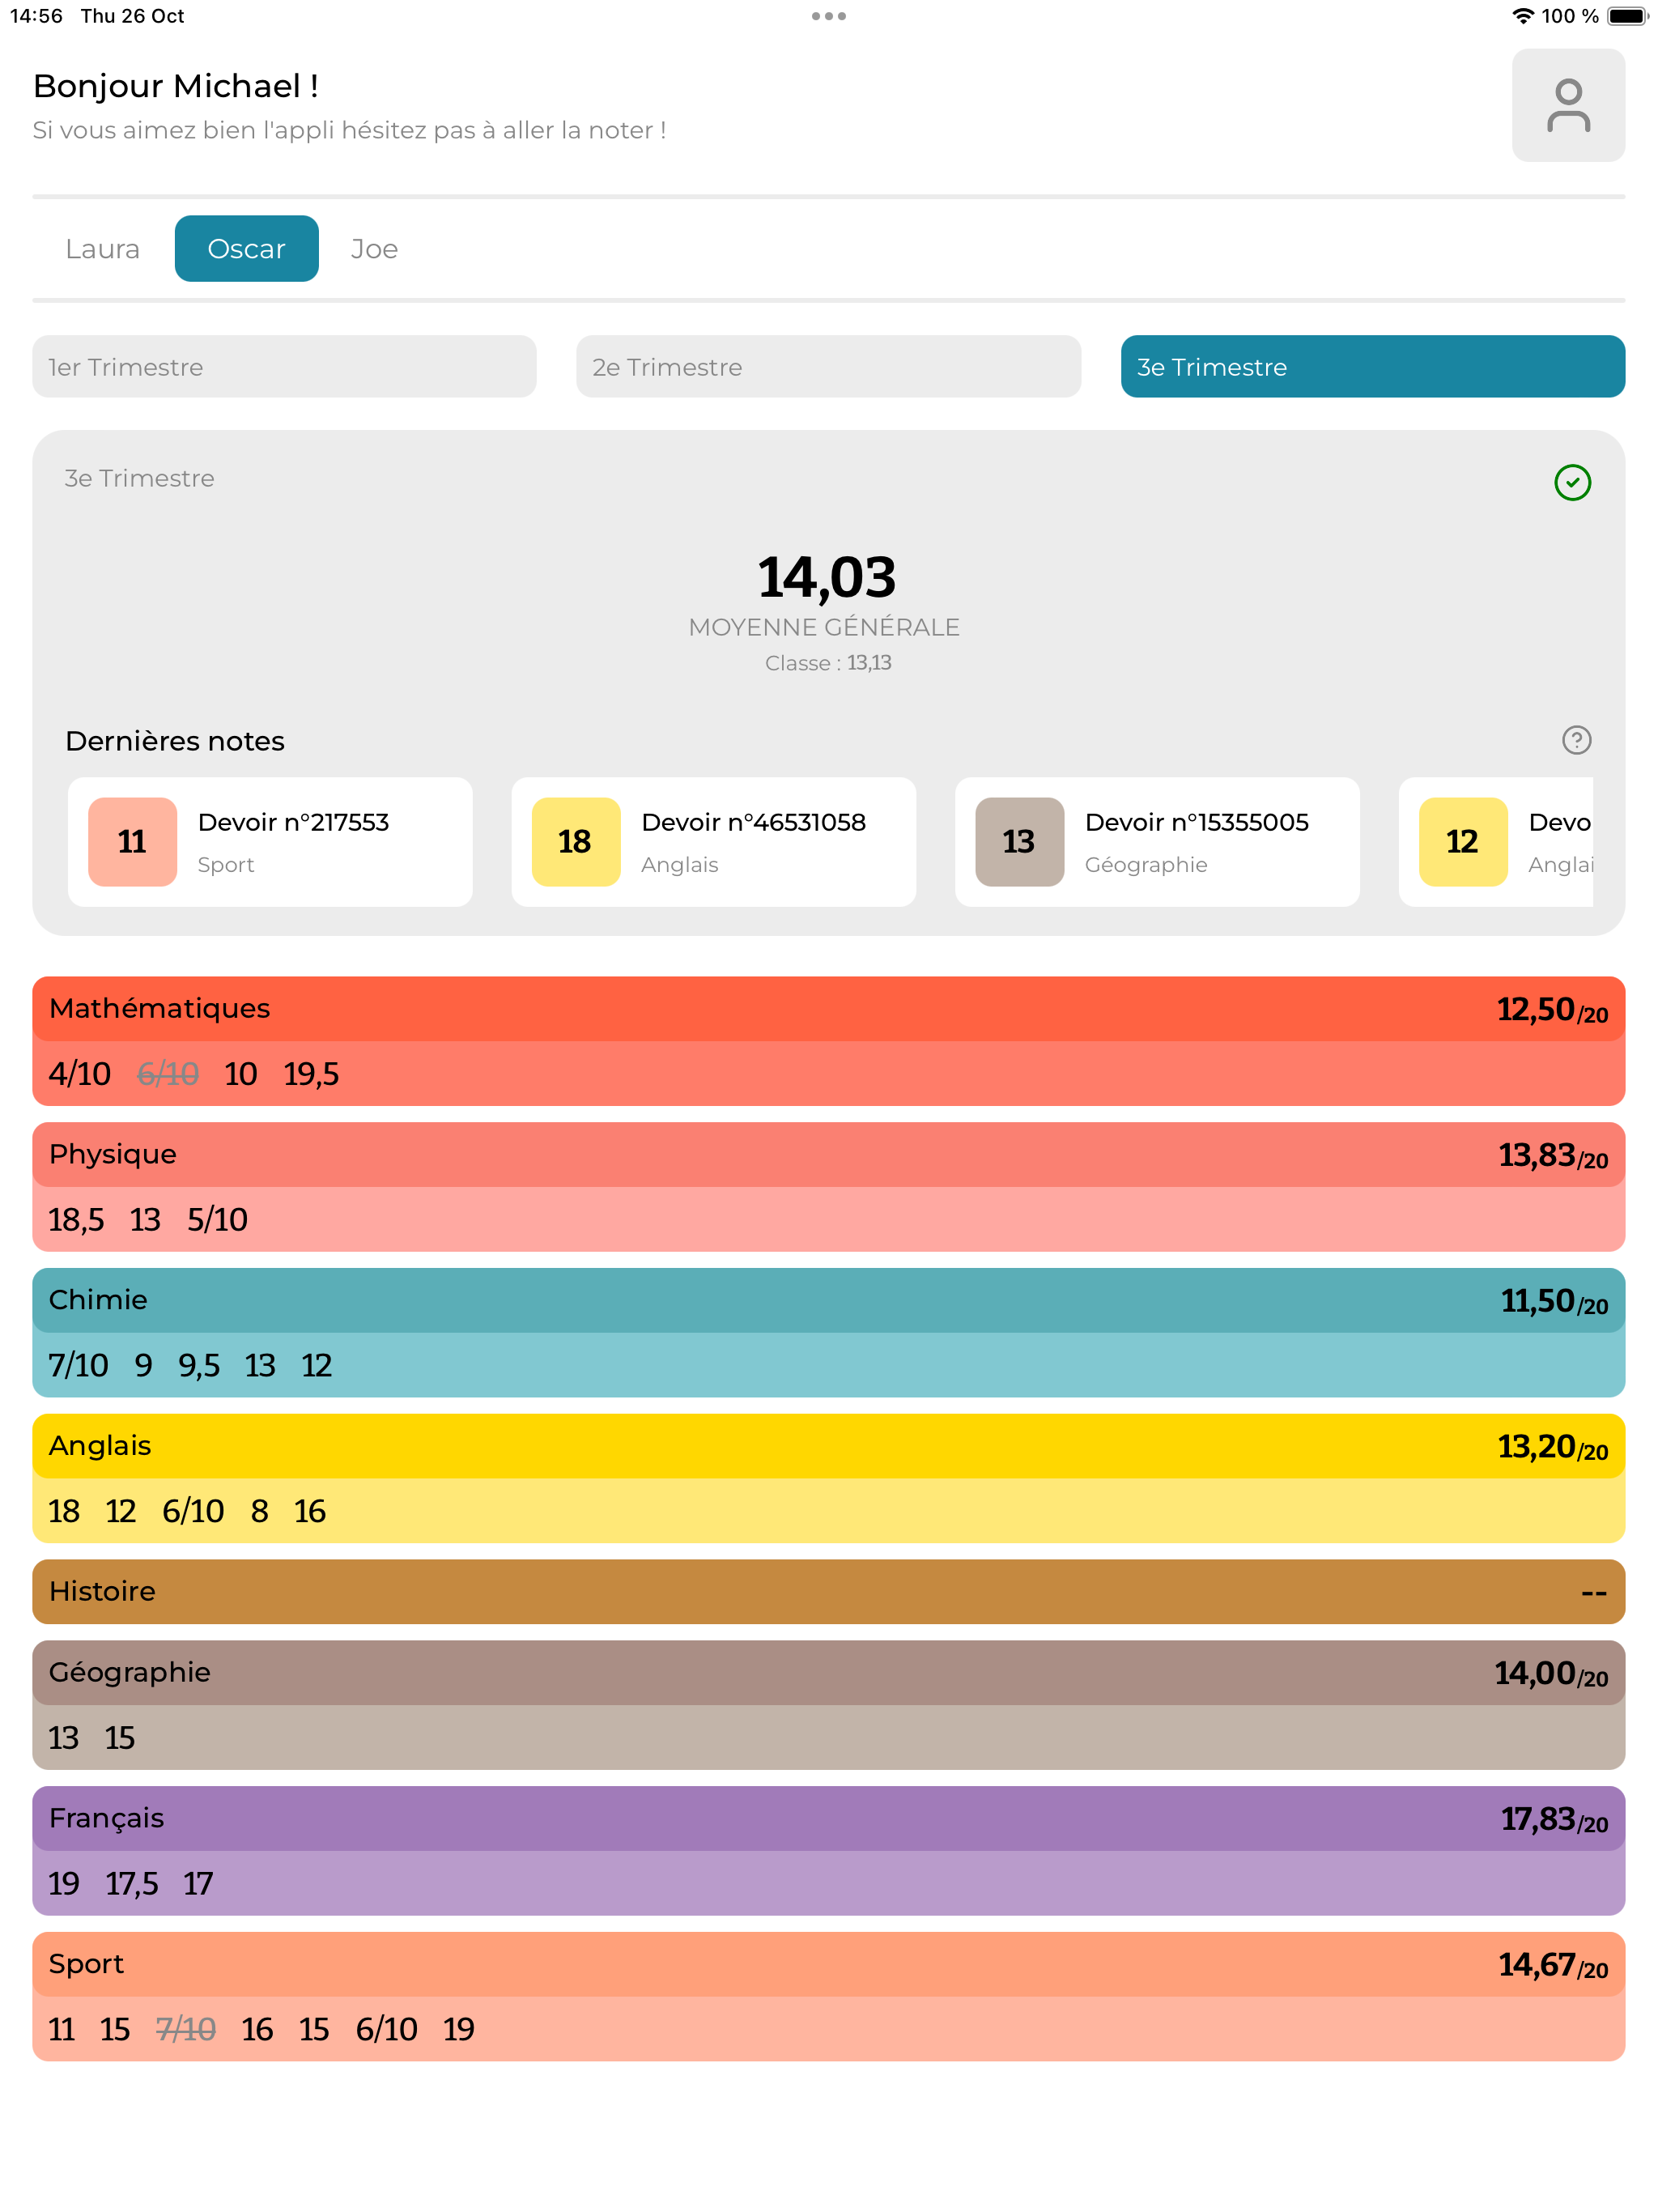 14:56 Thu 26 Oct 100 %
Bonjour Michael !
Si vous aimez bien l'appli hésitez pas à aller la noter !
Laura Oscar Joe
1er Trimestre 2e Trimestre 3e Trimestre
3e Trimestre
14,03
MOYENNE GÉNÉRALE
Classe : 13,13
Dernières notes
11 Devoir n°217553 Sport
18 Devoir n°46531058 Anglais
13 Devoir n°15355005 Géographie
12 Devo Anglai
Mathématiques 12,50/20
4/10 6/10 10 19,5
Physique 13,83/20
18,5 13 5/10
Chimie 11,50/20
7/10 9 9,5 13 12
Anglais 13,20/20
18 12 6/10 8 16
Histoire --
Géographie 14,00/20
13 15
Français 17,83/20
19 17,5 17
Sport 14,67/20
11 15 7/10 16 15 6/10 19